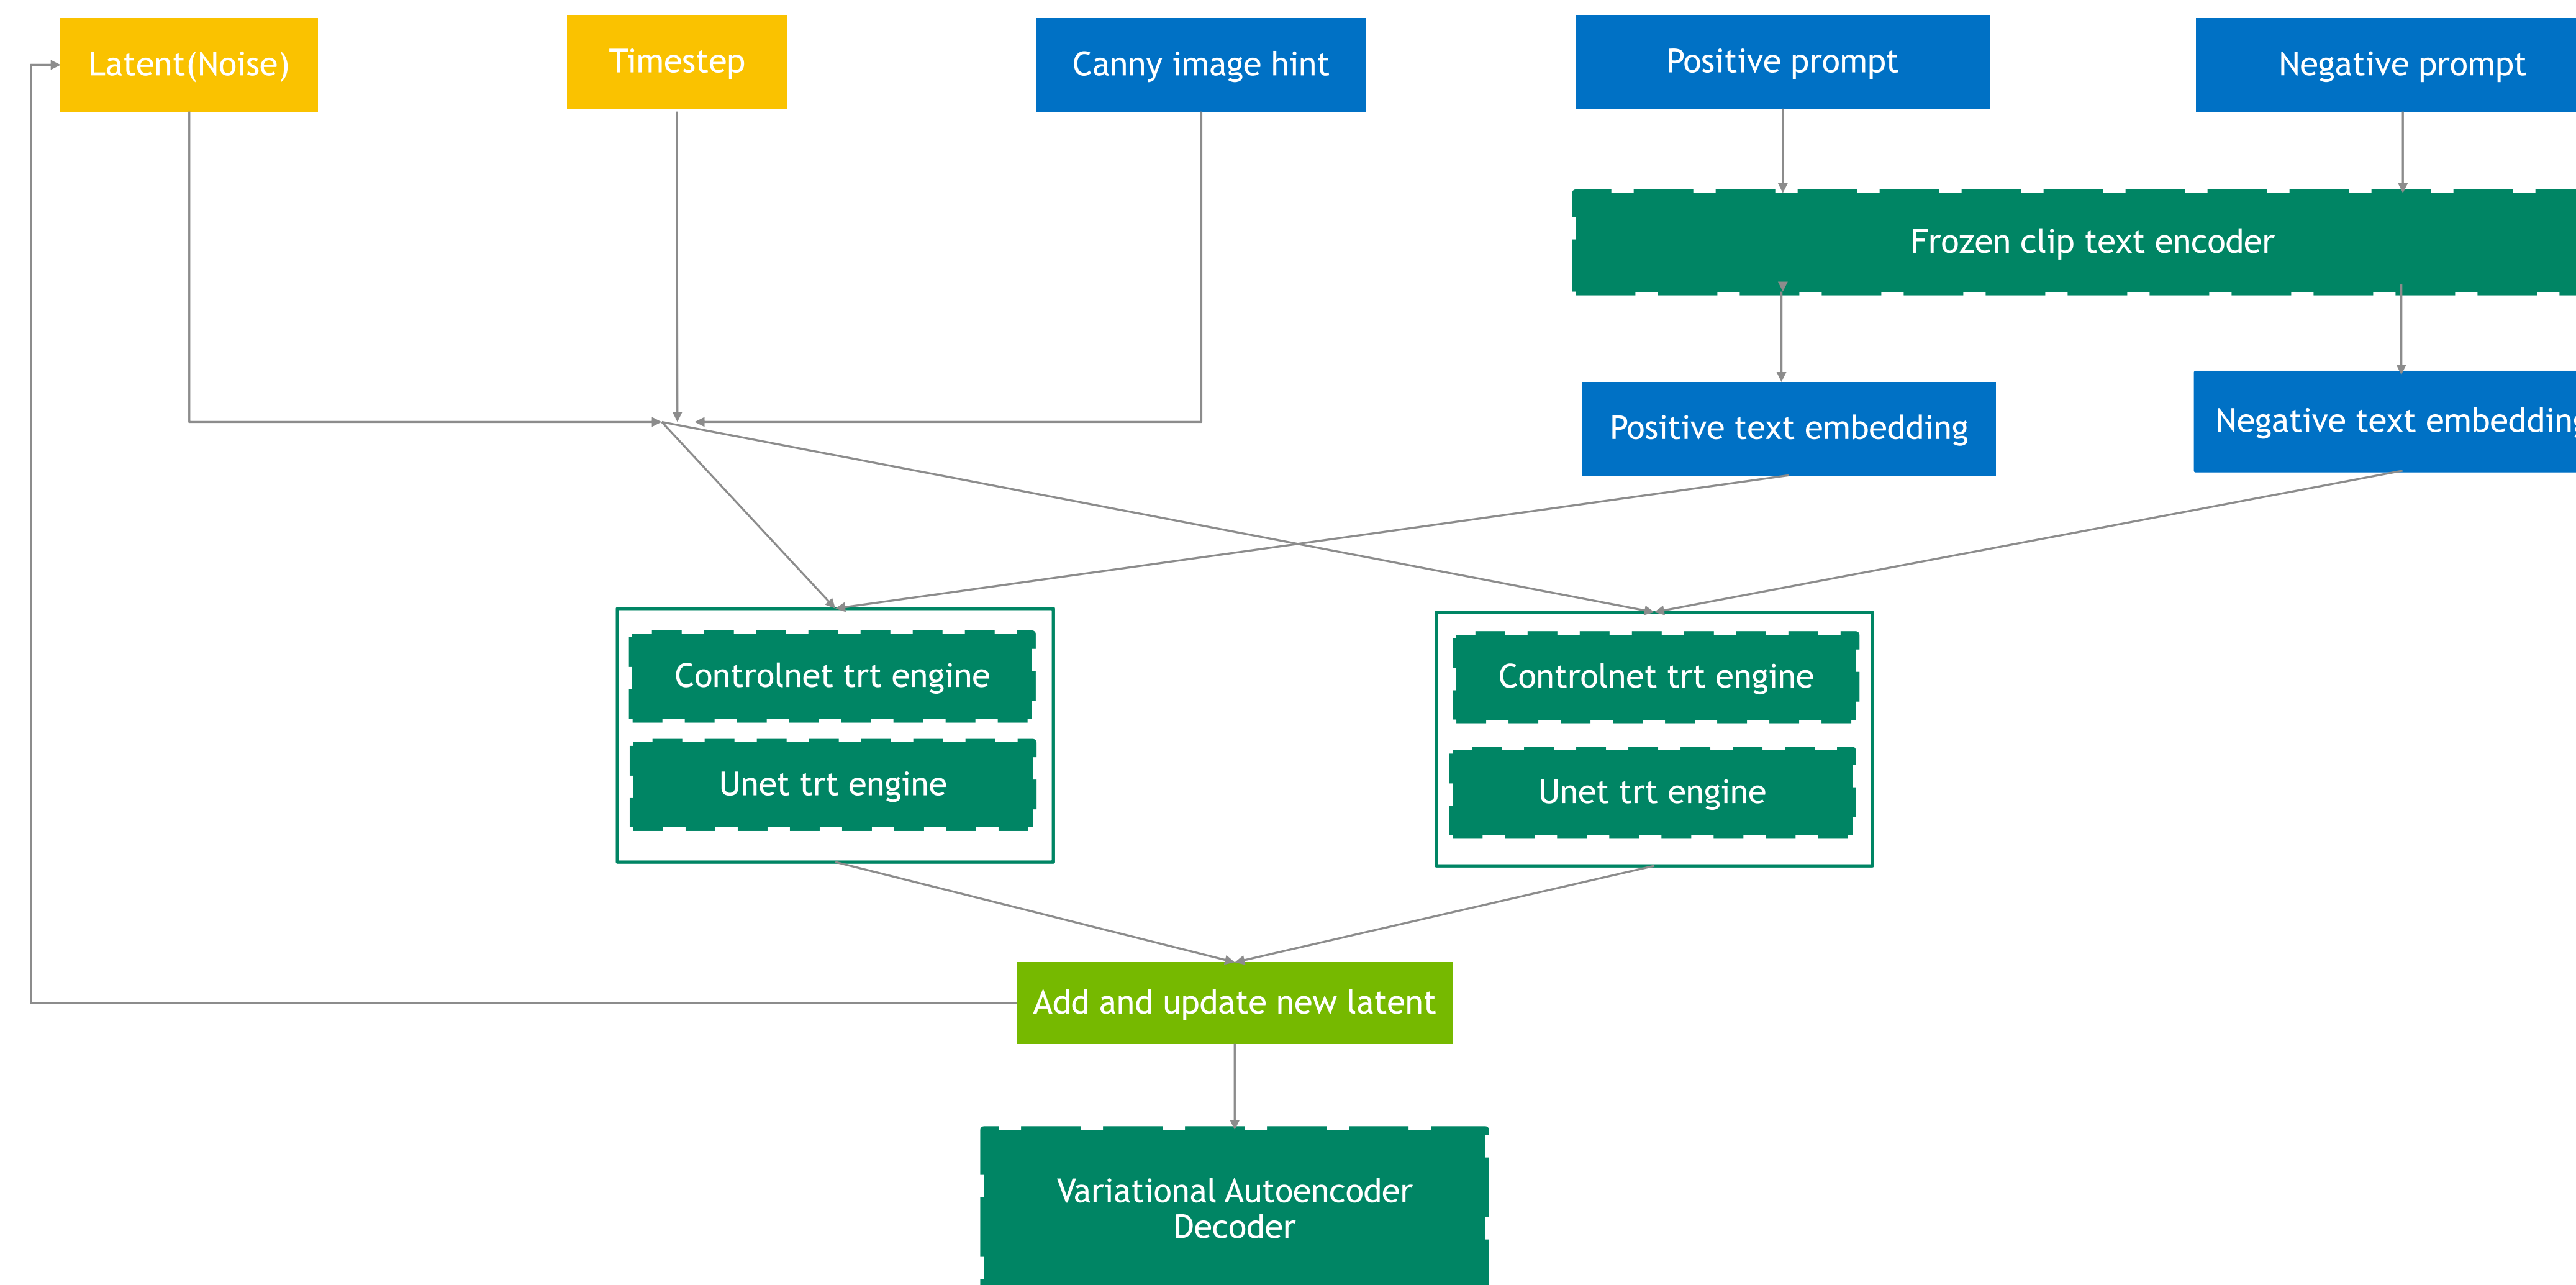 Latent(Noise)
Timestep
Canny image hint
Positive prompt
Negative prompt
Frozen clip text encoder
Positive text embedding
Negative text embedding
Controlnet trt engine
Unet trt engine
Controlnet trt engine
Unet trt engine
Add and update new latent
Variational Autoencoder
Decoder